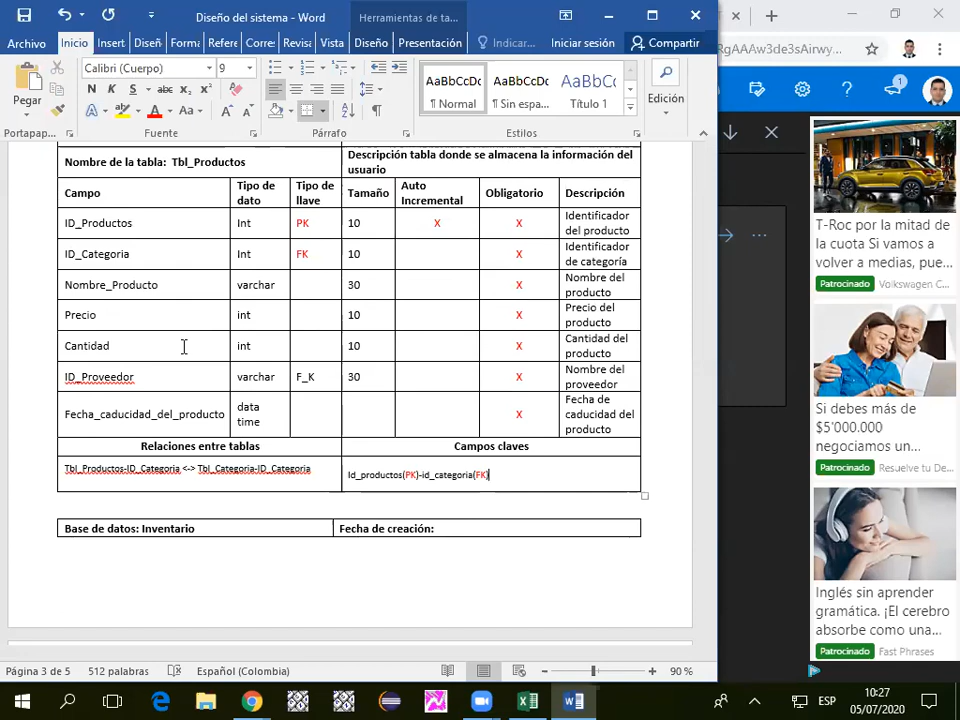 Diseño del sistema - Word
Herramientas de ta...
Archivo
Inicio
Insert
Diseñ
Forma
Refere
Corres
Revisa
Vista
Diseño
Presentación
Indicar...
Iniciar sesión
Compartir
Pegar
Calibri (Cuerpo)
9
N K S abc x₂ x²
Aa
AaBbCcDc
¶ Normal
AaBbCcDc
¶ Sin espa...
AaBbCc
Título 1
Edición
Portapap...
Fuente
Párrafo
Estilos
RgAAw3de3sAirwy...
1
Nombre de la tabla: Tbl_Productos
Descripción tabla donde se almacena la información del
usuario
Campo
Tipo de
dato
Tipo de
llave
Tamaño
Auto
Incremental
Obligatorio
Descripción
ID_Productos
Int
PK
10
X
X
Identificador
del producto
ID_Categoria
Int
FK
10
X
Identificador
de categoría
Nombre_Producto
varchar
30
X
Nombre del
producto
Precio
int
10
X
Precio del
producto
Cantidad
int
10
X
Cantidad del
producto
ID_Proveedor
varchar
F_K
30
X
Nombre del
proveedor
Fecha_caducidad_del_producto
data
time
X
Fecha de
caducidad del
producto
Relaciones entre tablas
Campos claves
Tbl_Productos-ID_Categoria <-> Tbl_Categoria-ID_Categoria
Id_productos(PK)-id_categoria(FK)
Base de datos: Inventario
Fecha de creación:
T-Roc por la mitad de
la cuota Si vamos a
volver a medias, pue...
Patrocinado
Volkswagen C...
Si debes más de
$5'000.000
negociamos un ...
Patrocinado
Resuelve tu De...
Inglés sin aprender
gramática. ¡El cerebro
absorbe como una...
Patrocinado
Fast Phrases
Página 3 de 5
512 palabras
Español (Colombia)
90 %
ESP
10:27
05/07/2020